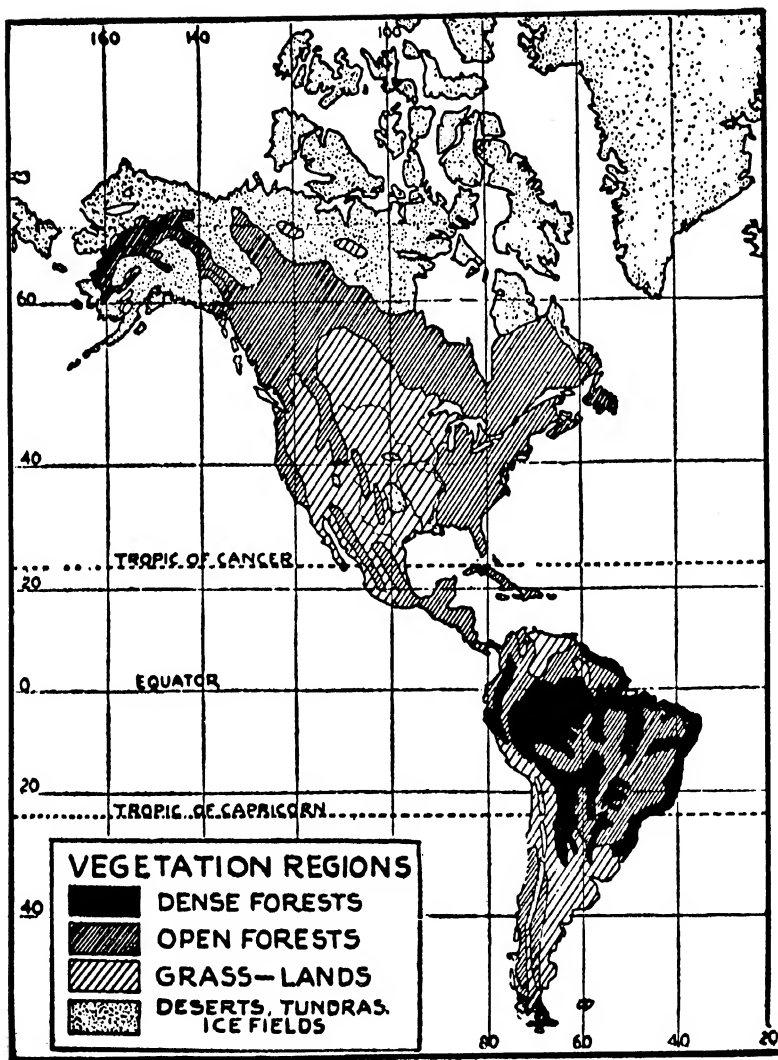 160 140 100
60
40
TROPIC OF CANCER
20
EQUATOR
0
20
TROPIC OF CAPRICORN
VEGETATION REGIONS
DENSE FORESTS
OPEN FORESTS
GRASS-LANDS
DESERTS, TUNDRAS.
ICE FIELDS
40
80 60 40 20